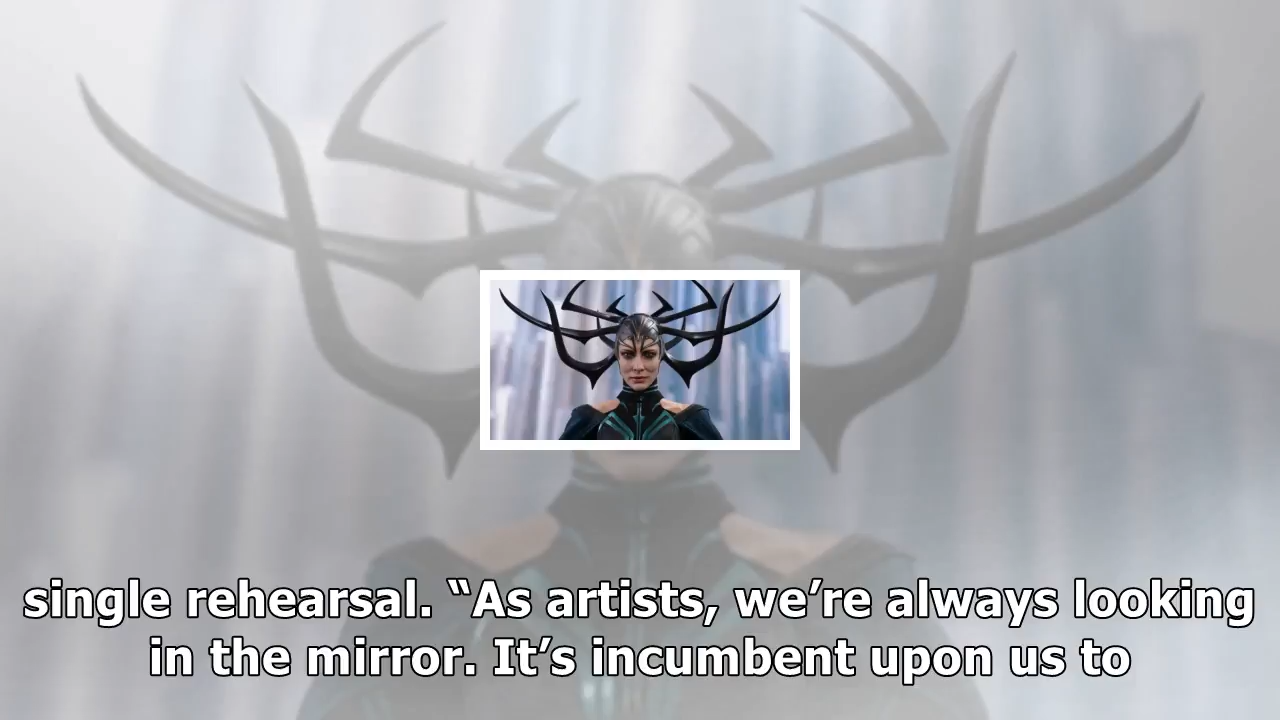 single rehearsal. “As artists, we’re always looking
in the mirror. It’s incumbent upon us to